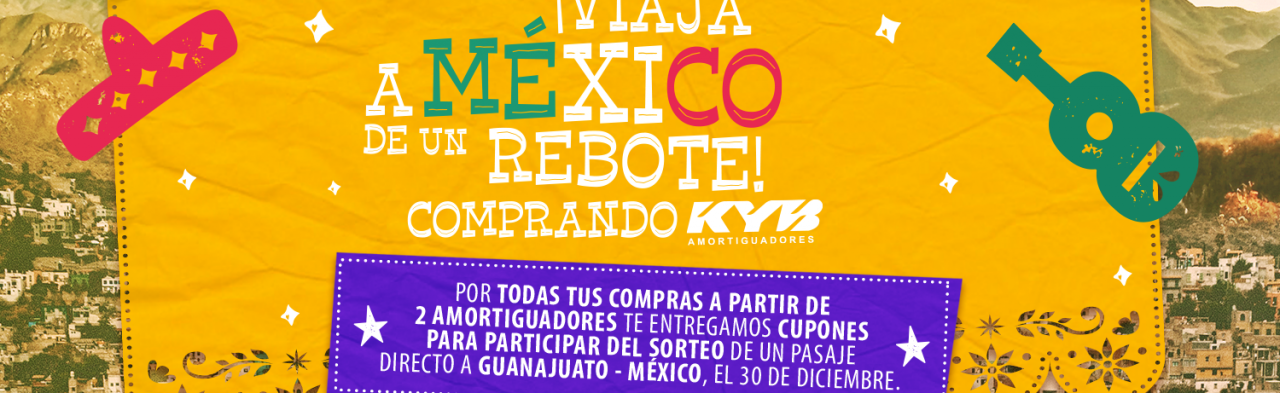 ¡VIAJA
A MÉXICO
DE UN REBOTE!
COMPRANDO KYB
AMORTIGUADORES
POR TODAS TUS COMPRAS A PARTIR DE
2 AMORTIGUADORES TE ENTREGAMOS CUPONES
PARA PARTICIPAR DEL SORTEO DE UN PASAJE
DIRECTO A GUANAJUATO - MÉXICO, EL 30 DE DICIEMBRE.